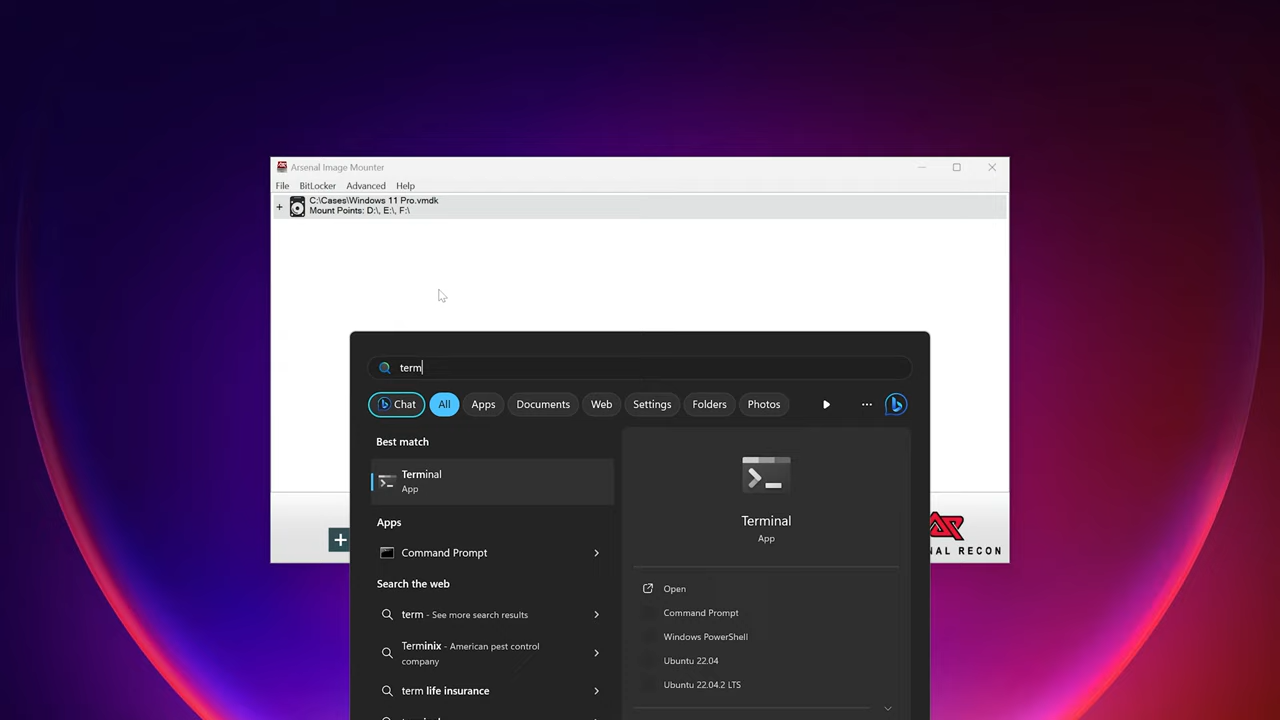 Arsenal Image Mounter
File BitLocker Advanced Help
C:\Cases\Windows 11 Pro.vmdk
Mount Points: D:\, E:\, F:\
term
Chat All Apps Documents Web Settings Folders Photos
Best match
Terminal
App
Apps
Command Prompt
Search the web
term - See more search results
Terminix - American pest control
company
term life insurance
Terminal
App
Open
Command Prompt
Windows PowerShell
Ubuntu 22.04
Ubuntu 22.04.2 LTS
NAL RECON